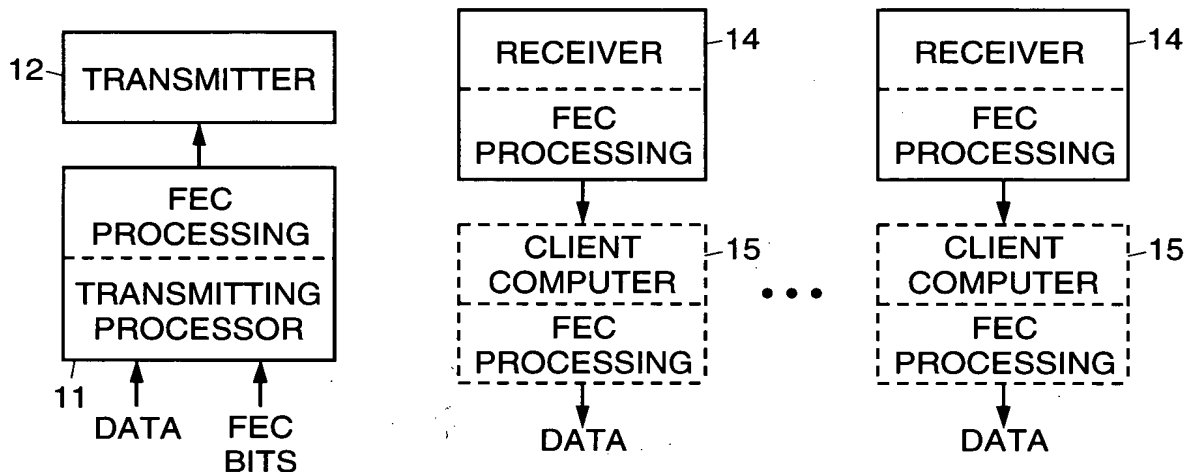 12
TRANSMITTER
FEC
PROCESSING
TRANSMITTING
PROCESSOR
11
DATA
FEC
BITS
RECEIVER
14
FEC
PROCESSING
CLIENT
COMPUTER
15
FEC
PROCESSING
DATA
RECEIVER
14
FEC
PROCESSING
CLIENT
COMPUTER
15
FEC
PROCESSING
DATA